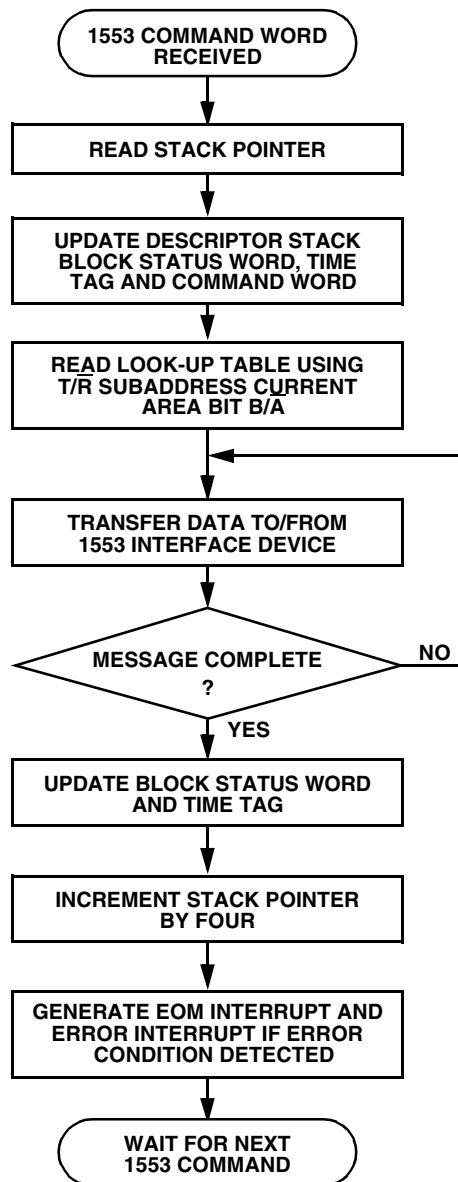 1553 COMMAND WORD
RECEIVED
READ STACK POINTER
UPDATE DESCRIPTOR STACK
BLOCK STATUS WORD, TIME
TAG AND COMMAND WORD
READ LOOK-UP TABLE USING
T/R̅ SUBADDRESS CURRENT
AREA BIT B/A̅
TRANSFER DATA TO/FROM
1553 INTERFACE DEVICE
MESSAGE COMPLETE
?
NO
YES
UPDATE BLOCK STATUS WORD
AND TIME TAG
INCREMENT STACK POINTER
BY FOUR
GENERATE EOM INTERRUPT AND
ERROR INTERRUPT IF ERROR
CONDITION DETECTED
WAIT FOR NEXT
1553 COMMAND